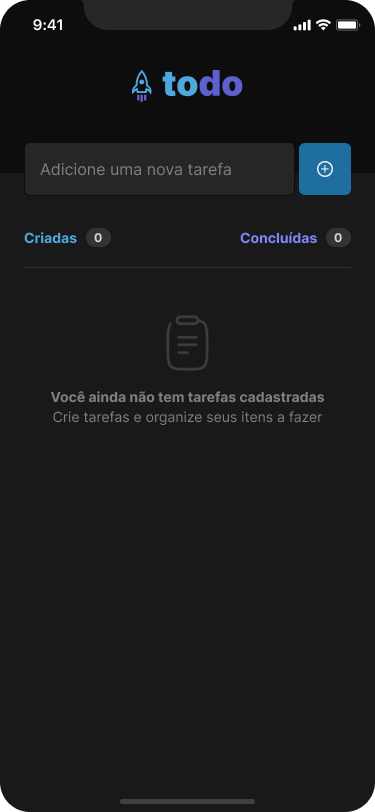 9:41
todo
Adicione uma nova tarefa
Criadas 0
Concluídas 0
Você ainda não tem tarefas cadastradas
Crie tarefas e organize seus itens a fazer